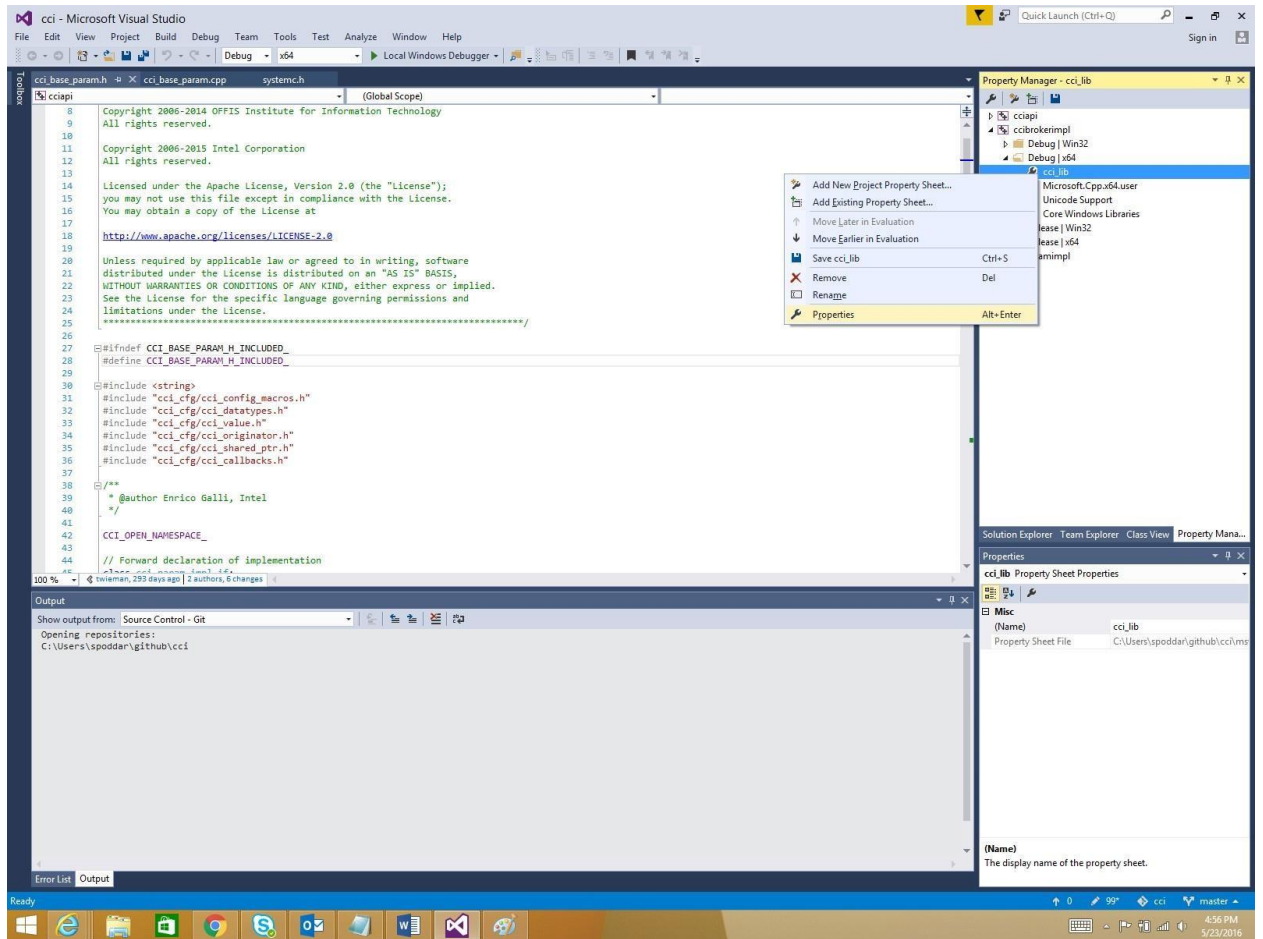 cci - Microsoft Visual Studio
Quick Launch (Ctrl+Q)
File Edit View Project Build Debug Team Tools Test Analyze Window Help
Sign in
Debug x64 Local Windows Debugger
Toolbox
cci_base_param.h cci_base_param.cpp systemc.h
cciapi (Global Scope)
8 Copyright 2006-2014 OFFIS Institute for Information Technology
9 All rights reserved.
10
11 Copyright 2006-2015 Intel Corporation
12 All rights reserved.
13
14 Licensed under the Apache License, Version 2.0 (the "License");
15 you may not use this file except in compliance with the License.
16 You may obtain a copy of the License at
17
18 http://www.apache.org/licenses/LICENSE-2.0
19
20 Unless required by applicable law or agreed to in writing, software
21 distributed under the License is distributed on an "AS IS" BASIS,
22 WITHOUT WARRANTIES OR CONDITIONS OF ANY KIND, either express or implied.
23 See the License for the specific language governing permissions and
24 limitations under the License.
25 ****************************************************************************/
26
27 #ifndef CCI_BASE_PARAM_H_INCLUDED_
28 #define CCI_BASE_PARAM_H_INCLUDED_
29
30 #include <string>
31 #include "cci_cfg/cci_config_macros.h"
32 #include "cci_cfg/cci_datatypes.h"
33 #include "cci_cfg/cci_value.h"
34 #include "cci_cfg/cci_originator.h"
35 #include "cci_cfg/cci_shared_ptr.h"
36 #include "cci_cfg/cci_callbacks.h"
37
38 /**
39 * @author Enrico Galli, Intel
40 */
41
42 CCI_OPEN_NAMESPACE_
43
44 // Forward declaration of implementation
45 class cci_param_impl_if;
100 % twieman, 293 days ago | 2 authors, 6 changes
Add New Project Property Sheet...
Add Existing Property Sheet...
Move Later in Evaluation
Move Earlier in Evaluation
Save cci_lib Ctrl+S
Remove Del
Rename
Properties Alt+Enter
Property Manager - cci_lib
cciapi
ccibrokerimpl
Debug | Win32
Debug | x64
cci_lib
Microsoft.Cpp.x64.user
Unicode Support
Core Windows Libraries
lease | Win32
lease | x64
amimpl
Solution Explorer Team Explorer Class View Property Mana...
Properties
cci_lib Property Sheet Properties
Misc
(Name) cci_lib
Property Sheet File C:\Users\spoddar\github\cci\ms
(Name)
The display name of the property sheet.
Output
Show output from: Source Control - Git
Opening repositories:
C:\Users\spoddar\github\cci
Error List Output
Ready
0 99+ cci master
4:56 PM
5/23/2016